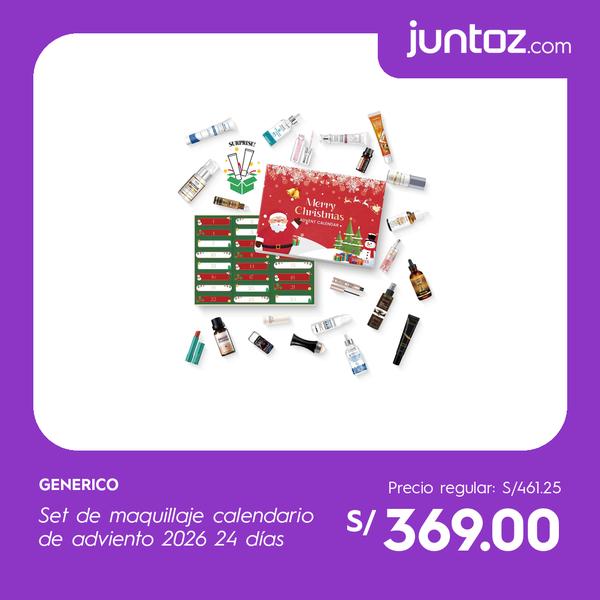 juntoz.com
SURPRISE!
Merry
Christmas
ADVENT CALENDAR
GENERICO
Set de maquillaje calendario
de adviento 2026 24 días
Precio regular: S/461.25
S/ 369.00